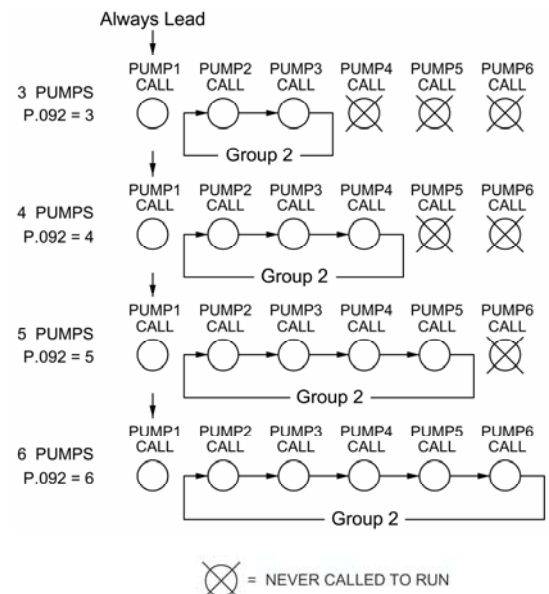 Always Lead
3 PUMPS
P.092 = 3
PUMP1 CALL
PUMP2 CALL
PUMP3 CALL
PUMP4 CALL
PUMP5 CALL
PUMP6 CALL
Group 2
4 PUMPS
P.092 = 4
PUMP1 CALL
PUMP2 CALL
PUMP3 CALL
PUMP4 CALL
PUMP5 CALL
PUMP6 CALL
Group 2
5 PUMPS
P.092 = 5
PUMP1 CALL
PUMP2 CALL
PUMP3 CALL
PUMP4 CALL
PUMP5 CALL
PUMP6 CALL
Group 2
6 PUMPS
P.092 = 6
PUMP1 CALL
PUMP2 CALL
PUMP3 CALL
PUMP4 CALL
PUMP5 CALL
PUMP6 CALL
Group 2
= NEVER CALLED TO RUN